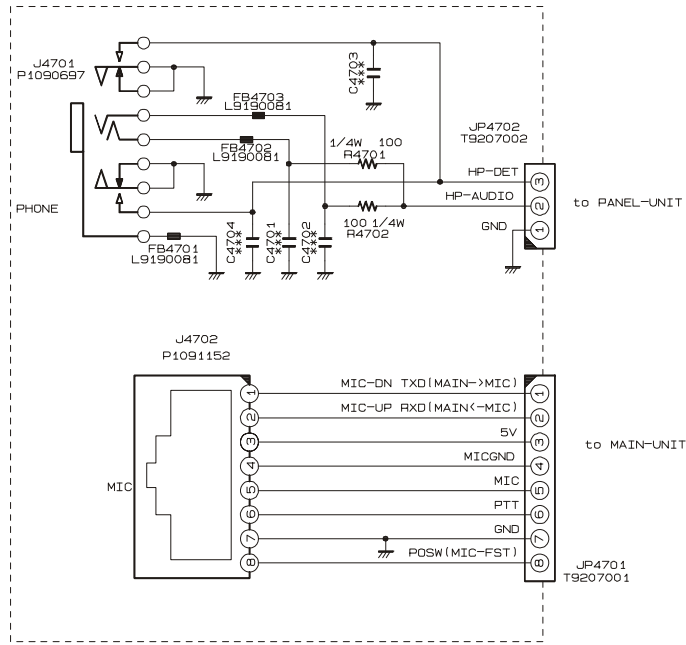 J4701
P1090697
C4703
***
FB4703
L9190081
JP4702
T9207002
FB4702
L9190081
1/4W 100
R4701
HP-DET
3
HP-AUDIO
2
to PANEL-UNIT
PHONE
100 1/4W
R4702
GND
1
FB4701
L9190081
C4704
***
C4701
***
C4702
***
J4702
P1091152
1
MIC-DN TXD(MAIN->MIC)
1
2
MIC-UP RXD(MAIN<-MIC)
2
3
5V
3
to MAIN-UNIT
4
MICGND
4
MIC
5
MIC
5
6
PTT
6
7
GND
7
8
POSW(MIC-FST)
8
JP4701
T9207001